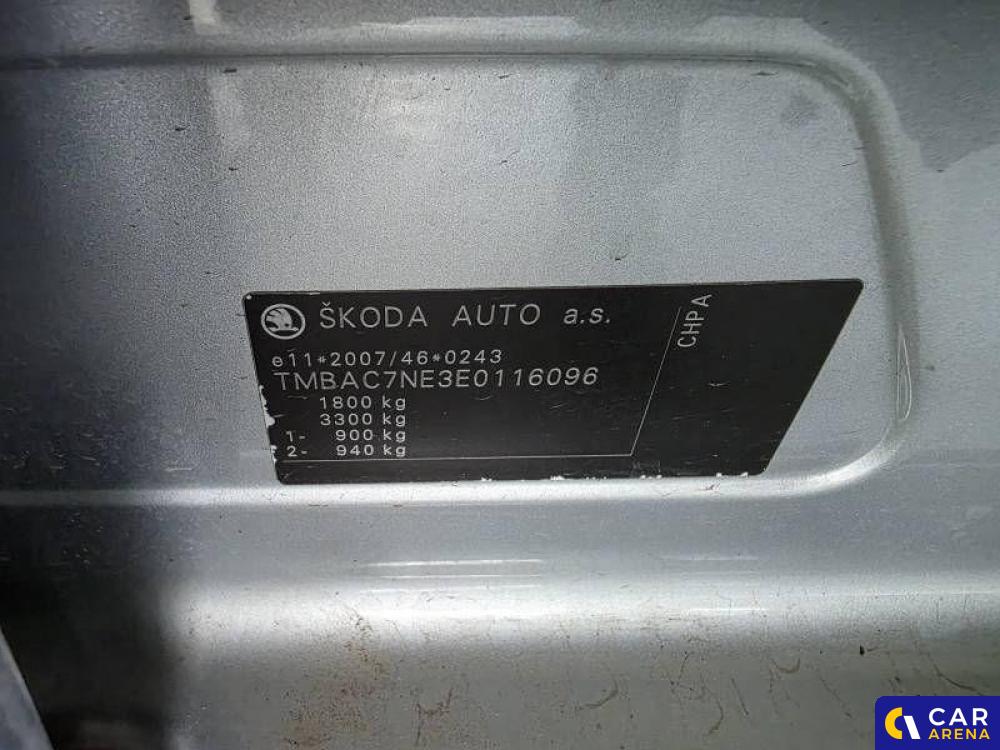 ŠKODA AUTO a.s.
e11*2007/46*0243
TMBAC7NE3E0116096
1800 kg
3300 kg
1- 900 kg
2- 940 kg
CHPA
CAR
ARENA